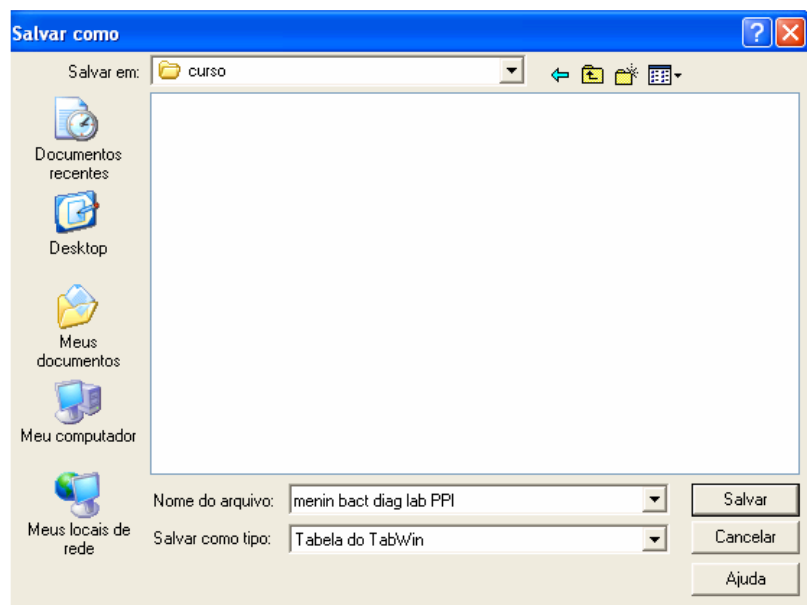 Salvar como
Salvar em:
curso
Documentos
recentes
Desktop
Meus
documentos
Meu computador
Meus locais de
rede
Nome do arquivo:
menin bact diag lab PPI
Salvar
Salvar como tipo:
Tabela do TabWin
Cancelar
Ajuda